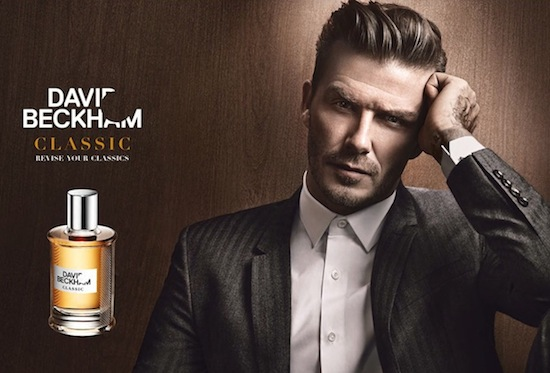 DAVID
BECKHAM
CLASSIC
REVISE YOUR CLASSICS
DAVID
BECKHAM
CLASSIC